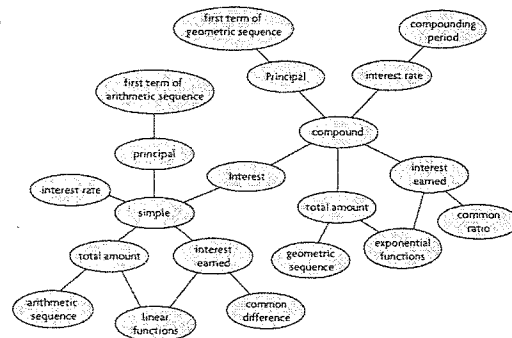 first term of
geometric sequence
compounding
period
Principal
interest rate
first term of
arithmetic sequence
compound
principal
Interest
interest
earned
interest rate
simple
total amount
common
ratio
total amount
interest
earned
geometric
sequence
exponential
functions
arithmetic
sequence
linear
functions
common
difference